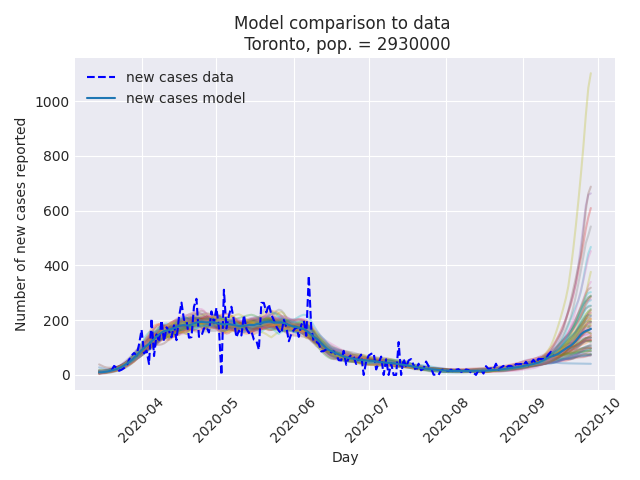 Model comparison to data
Toronto, pop. = 2930000
new cases data
new cases model
Number of new cases reported
1000
800
600
400
200
0
2020-04
2020-05
2020-06
2020-07
2020-08
2020-09
2020-10
Day